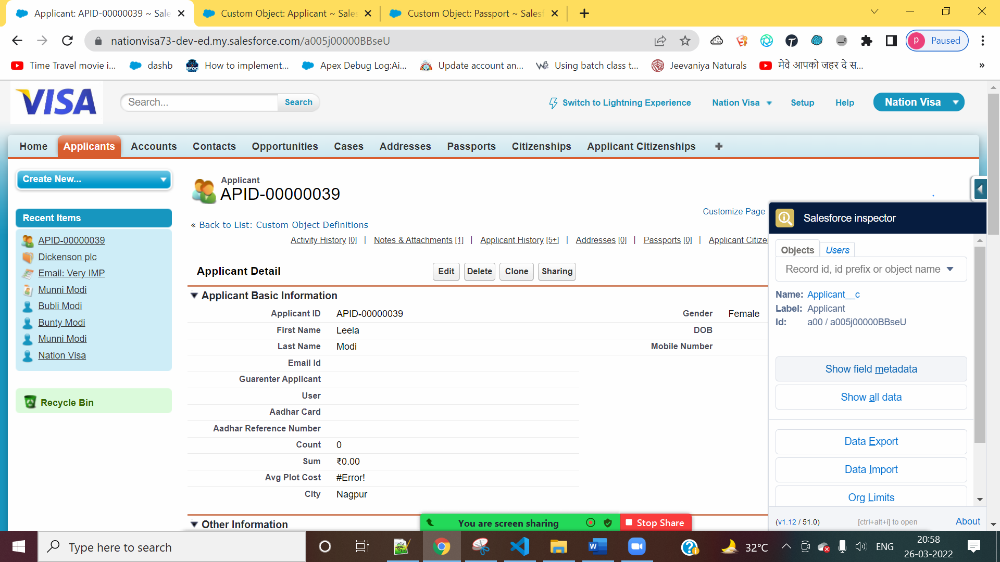 Applicant: APID-00000039 ~ Sale
Custom Object: Applicant ~ Sales
Custom Object: Passport ~ Salesf
nationvisa73-dev-ed.my.salesforce.com/a005j00000BBseU
P Paused
Time Travel movie i...
dashb
How to implement...
Apex Debug Log:Ai...
Update account an...
Using batch class t...
Jeevaniya Naturals
मेवे आपको जहर दे स...
»
VISA
Search...
Search
Switch to Lightning Experience
Nation Visa
Setup
Help
Nation Visa
Home
Applicants
Accounts
Contacts
Opportunities
Cases
Addresses
Passports
Citizenships
Applicant Citizenships
Create New...
Recent Items
APID-00000039
Dickenson plc
Email: Very IMP
Munni Modi
Bubli Modi
Bunty Modi
Munni Modi
Nation Visa
Recycle Bin
Applicant
APID-00000039
Customize Page
« Back to List: Custom Object Definitions
Activity History [0] | Notes & Attachments [1] | Applicant History [5+] | Addresses [0] | Passports [0] | Applicant Citizen
Applicant Detail
Edit Delete Clone Sharing
Applicant Basic Information
Applicant ID APID-00000039 Gender Female
First Name Leela DOB
Last Name Modi Mobile Number
Email Id
Guarenter Applicant
User
Aadhar Card
Aadhar Reference Number
Count 0
Sum ₹0.00
Avg Plot Cost #Error!
City Nagpur
Other Information
Salesforce inspector
Objects Users
Record id, id prefix or object name
Name: Applicant__c
Label: Applicant
Id: a00 / a005j00000BBseU
Show field metadata
Show all data
Data Export
Data Import
Org Limits
(v1.12 / 51.0) [ctrl+alt+i] to open About
You are screen sharing
Stop Share
Type here to search
32°C
ENG
20:58
26-03-2022